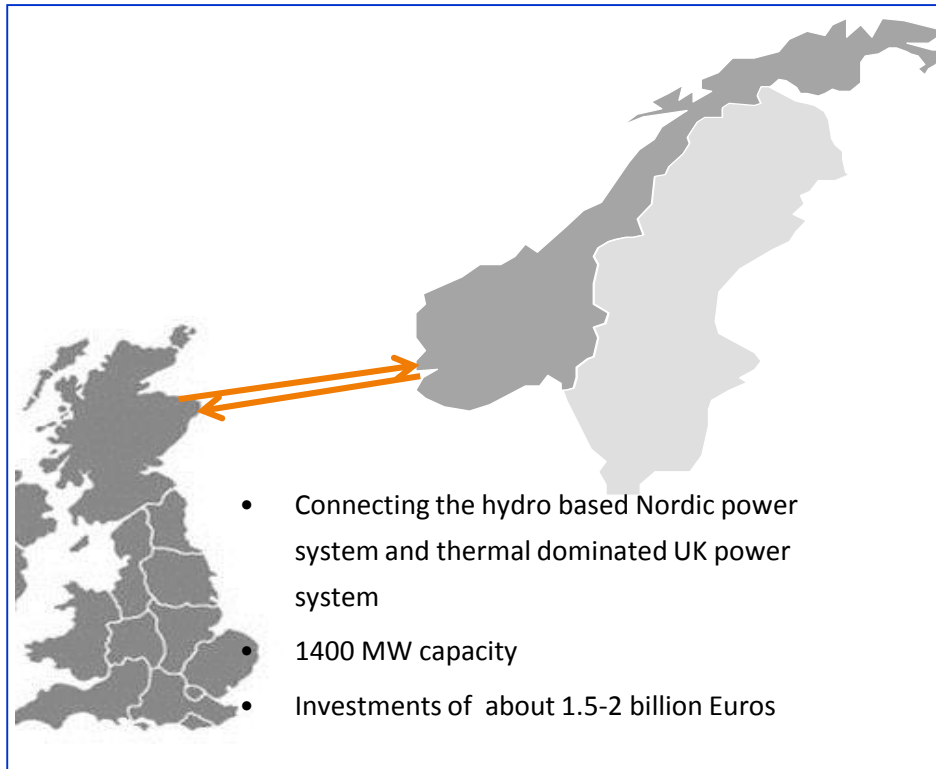 • Connecting the hydro based Nordic power
system and thermal dominated UK power
system
• 1400 MW capacity
• Investments of about 1.5-2 billion Euros